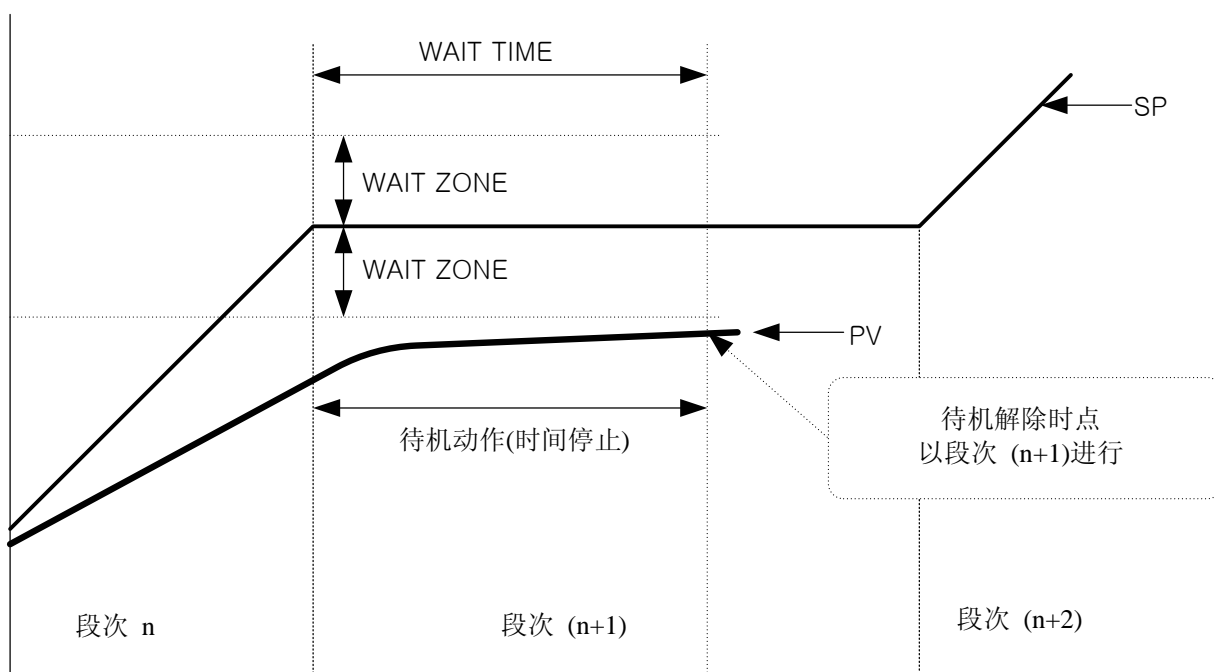 WAIT TIME
SP
WAIT ZONE
WAIT ZONE
PV
待机动作(时间停止)
待机解除时点
以段次 (n+1)进行
段次 n
段次 (n+1)
段次 (n+2)